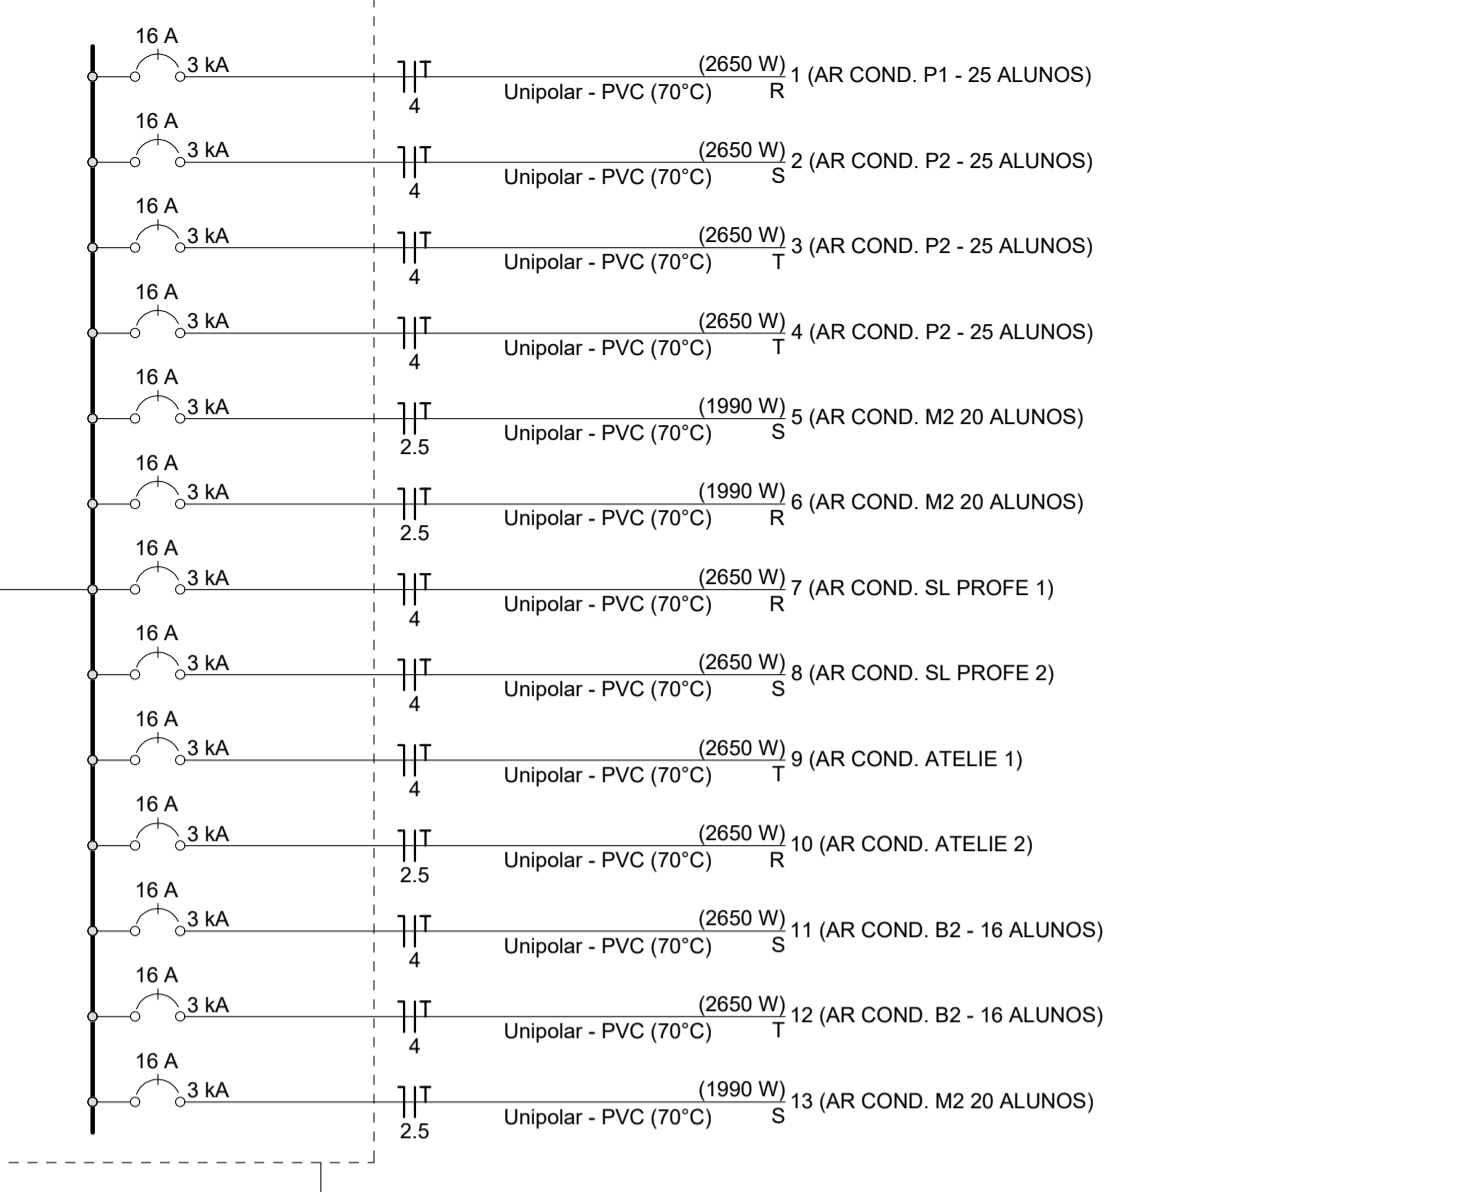 16 A
3 kA
4
(2650 W)
Unipolar - PVC (70°C)
R
1 (AR COND. P1 - 25 ALUNOS)
16 A
3 kA
4
(2650 W)
Unipolar - PVC (70°C)
S
2 (AR COND. P2 - 25 ALUNOS)
16 A
3 kA
4
(2650 W)
Unipolar - PVC (70°C)
T
3 (AR COND. P2 - 25 ALUNOS)
16 A
3 kA
4
(2650 W)
Unipolar - PVC (70°C)
T
4 (AR COND. P2 - 25 ALUNOS)
16 A
3 kA
2.5
(1990 W)
Unipolar - PVC (70°C)
S
5 (AR COND. M2 20 ALUNOS)
16 A
3 kA
2.5
(1990 W)
Unipolar - PVC (70°C)
R
6 (AR COND. M2 20 ALUNOS)
16 A
3 kA
4
(2650 W)
Unipolar - PVC (70°C)
R
7 (AR COND. SL PROFE 1)
16 A
3 kA
4
(2650 W)
Unipolar - PVC (70°C)
S
8 (AR COND. SL PROFE 2)
16 A
3 kA
4
(2650 W)
Unipolar - PVC (70°C)
T
9 (AR COND. ATELIE 1)
16 A
3 kA
2.5
(2650 W)
Unipolar - PVC (70°C)
R
10 (AR COND. ATELIE 2)
16 A
3 kA
4
(2650 W)
Unipolar - PVC (70°C)
S
11 (AR COND. B2 - 16 ALUNOS)
16 A
3 kA
4
(2650 W)
Unipolar - PVC (70°C)
T
12 (AR COND. B2 - 16 ALUNOS)
16 A
3 kA
2.5
(1990 W)
Unipolar - PVC (70°C)
S
13 (AR COND. M2 20 ALUNOS)